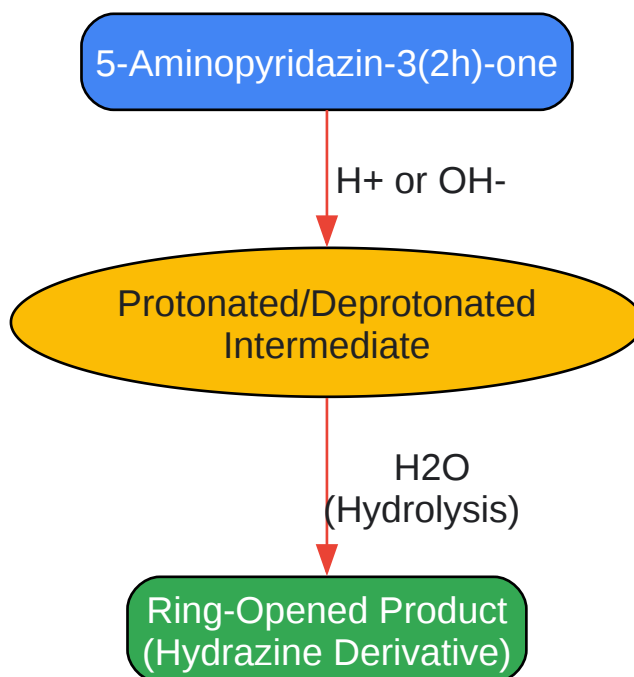 5-Aminopyridazin-3(2h)-one
H+ or OH-
Protonated/Deprotonated
Intermediate
H2O
(Hydrolysis)
Ring-Opened Product
(Hydrazine Derivative)